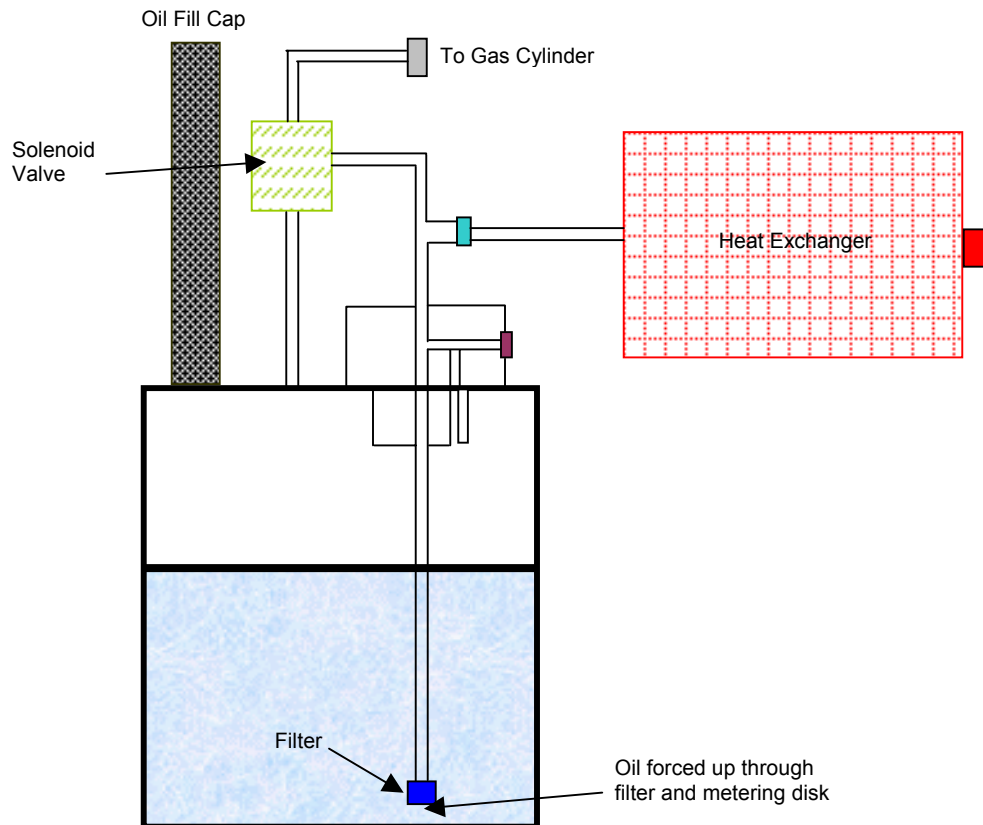 Oil Fill Cap
To Gas Cylinder
Solenoid
Valve
Heat Exchanger
Filter
Oil forced up through
filter and metering disk